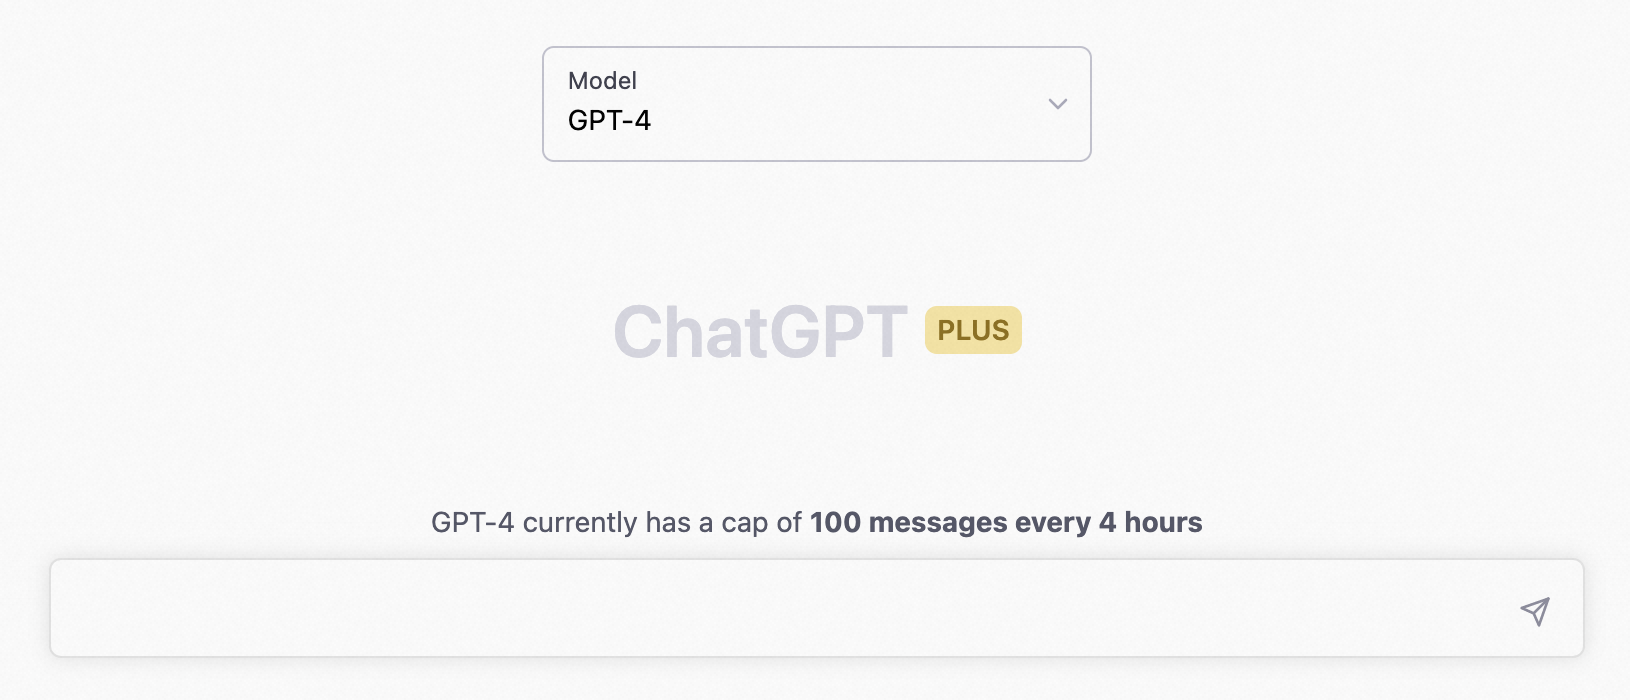 Model
GPT-4
ChatGPT PLUS
GPT-4 currently has a cap of 100 messages every 4 hours